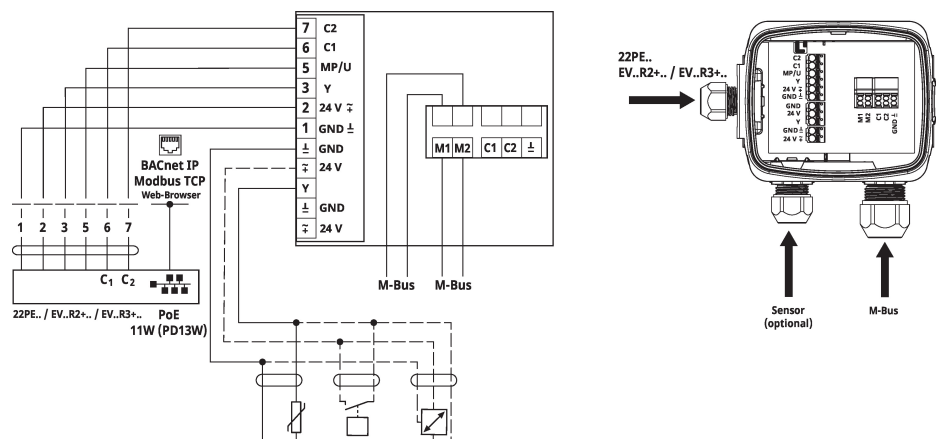 7 C2
6 C1
5 MP/U
3 Y
2 24 V
1 GND
GND
24 V
Y
GND
24 V
M1 M2 C1 C2
M-Bus M-Bus
BACnet IP
Modbus TCP
Web-Browser
1 2 3 5 6 7
C1 C2
22PE.. / EV..R2+.. / EV..R3+..
PoE
11W (PD13W)
22PE..
EV..R2+.. / EV..R3+..
C2
C1
MP/U
Y
24 V
GND
GND
24 V
Y
GND
24 V
M1 M2 C1 C2 GND
Sensor
(optional)
M-Bus